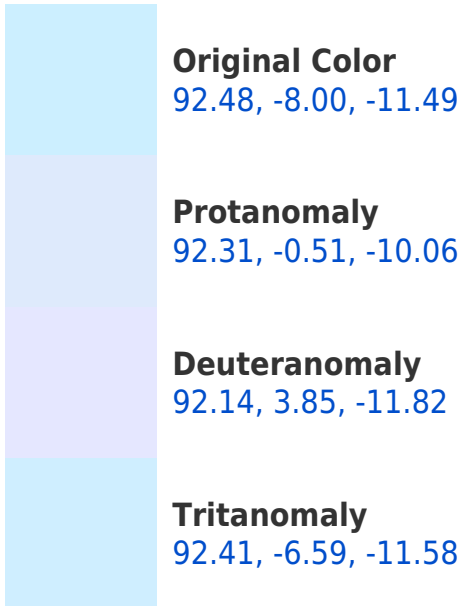 Original Color
92.48, -8.00, -11.49
Protanomaly
92.31, -0.51, -10.06
Deuteranomaly
92.14, 3.85, -11.82
Tritanomaly
92.41, -6.59, -11.58